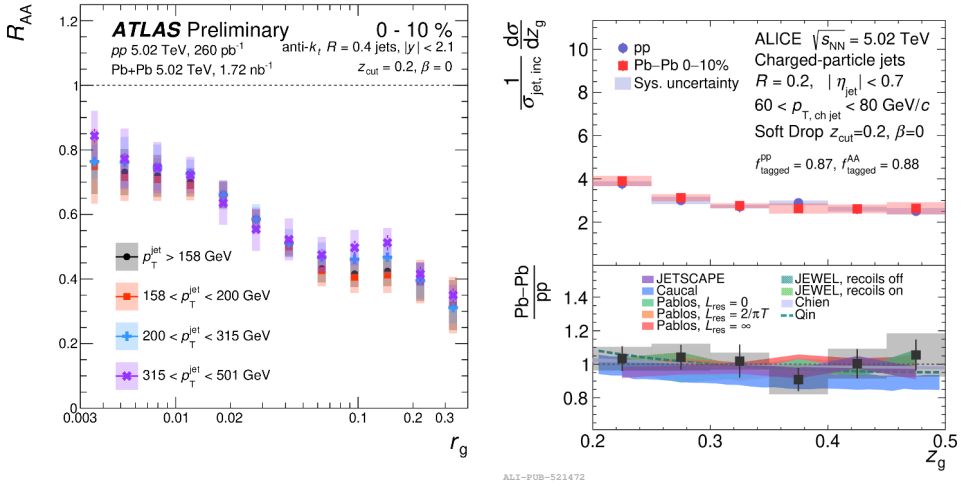 ATLAS Preliminary
0 - 10 %
pp 5.02 TeV, 260 pb⁻¹
anti-kₜ R = 0.4 jets, |y| < 2.1
Pb+Pb 5.02 TeV, 1.72 nb⁻¹
z_cut = 0.2, β = 0
R_AA
1.2
1
0.8
0.6
0.4
0.2
0
p_T^jet > 158 GeV
158 < p_T^jet < 200 GeV
200 < p_T^jet < 315 GeV
315 < p_T^jet < 501 GeV
0.003
0.01
0.02
0.1
0.2
0.3
r_g
1/σ_jet, inc dσ/dz_g
10
8
6
4
2
pp
Pb−Pb 0−10%
Sys. uncertainty
ALICE √s_NN = 5.02 TeV
Charged-particle jets
R = 0.2, | η_jet | < 0.7
60 < p_T, ch jet < 80 GeV/c
Soft Drop z_cut=0.2, β=0
f_tagged^pp = 0.87, f_tagged^AA = 0.88
Pb−Pb
pp
1.4
1.2
1
0.8
JETSCAPE
Caucal
Pablos, L_res = 0
Pablos, L_res = 2/πT
Pablos, L_res = ∞
JEWEL, recoils off
JEWEL, recoils on
Chien
Qin
0.2
0.3
0.4
0.5
z_g
ALI-PUB-521472